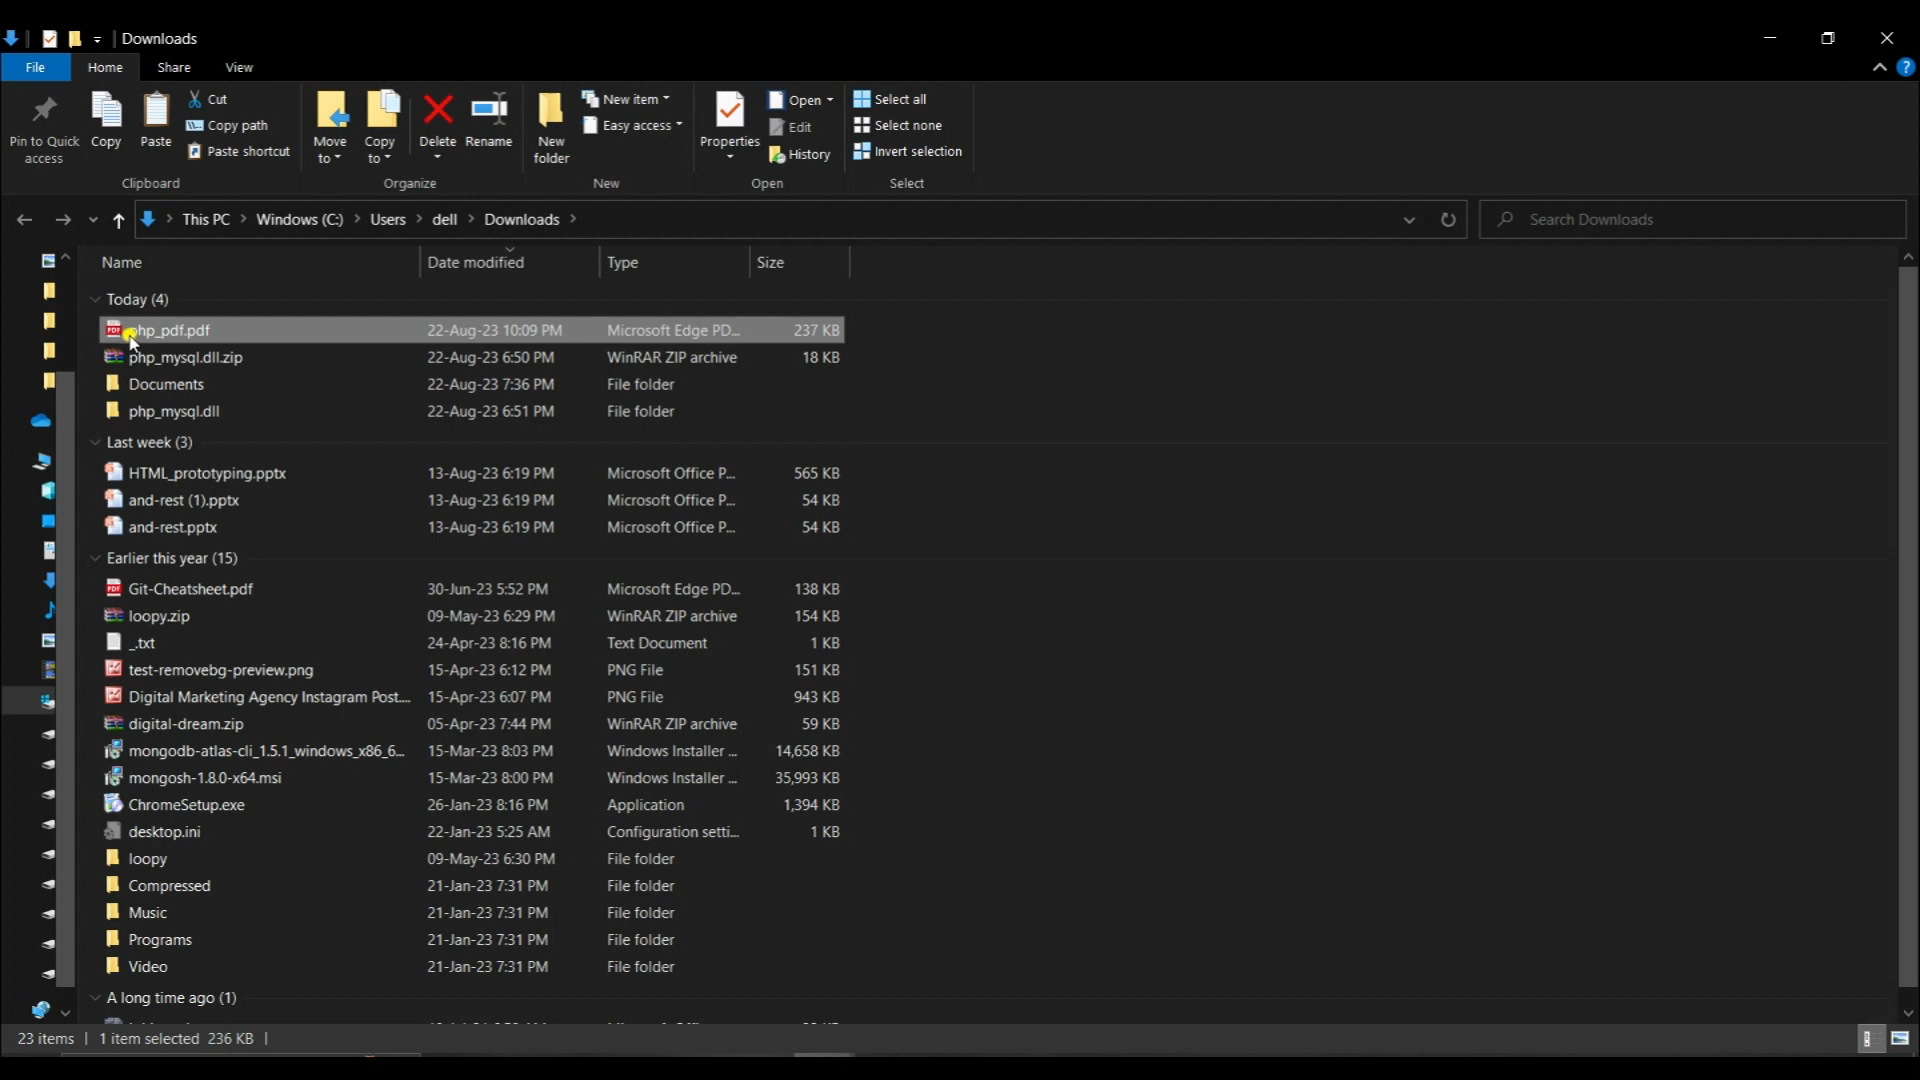 Downloads
File Home Share View
Pin to Quick access
Copy
Paste
Cut
Copy path
Paste shortcut
Clipboard
Move to
Copy to
Delete
Rename
Organize
New folder
New item
Easy access
New
Properties
Open
Edit
History
Open
Select all
Select none
Invert selection
Select
This PC > Windows (C:) > Users > dell > Downloads >
Search Downloads
Name Date modified Type Size
Today (4)
php_pdf.pdf 22-Aug-23 10:09 PM Microsoft Edge PD... 237 KB
php_mysql.dll.zip 22-Aug-23 6:50 PM WinRAR ZIP archive 18 KB
Documents 22-Aug-23 7:36 PM File folder
php_mysql.dll 22-Aug-23 6:51 PM File folder
Last week (3)
HTML_prototyping.pptx 13-Aug-23 6:19 PM Microsoft Office P... 565 KB
and-rest (1).pptx 13-Aug-23 6:19 PM Microsoft Office P... 54 KB
and-rest.pptx 13-Aug-23 6:19 PM Microsoft Office P... 54 KB
Earlier this year (15)
Git-Cheatsheet.pdf 30-Jun-23 5:52 PM Microsoft Edge PD... 138 KB
loopy.zip 09-May-23 6:29 PM WinRAR ZIP archive 154 KB
_.txt 24-Apr-23 8:16 PM Text Document 1 KB
test-removebg-preview.png 15-Apr-23 6:12 PM PNG File 151 KB
Digital Marketing Agency Instagram Post.... 15-Apr-23 6:07 PM PNG File 943 KB
digital-dream.zip 05-Apr-23 7:44 PM WinRAR ZIP archive 59 KB
mongodb-atlas-cli_1.5.1_windows_x86_6... 15-Mar-23 8:03 PM Windows Installer ... 14,658 KB
mongosh-1.8.0-x64.msi 15-Mar-23 8:00 PM Windows Installer ... 35,993 KB
ChromeSetup.exe 26-Jan-23 8:16 PM Application 1,394 KB
desktop.ini 22-Jan-23 5:25 AM Configuration setti... 1 KB
loopy 09-May-23 6:30 PM File folder
Compressed 21-Jan-23 7:31 PM File folder
Music 21-Jan-23 7:31 PM File folder
Programs 21-Jan-23 7:31 PM File folder
Video 21-Jan-23 7:31 PM File folder
A long time ago (1)
23 items | 1 item selected 236 KB |